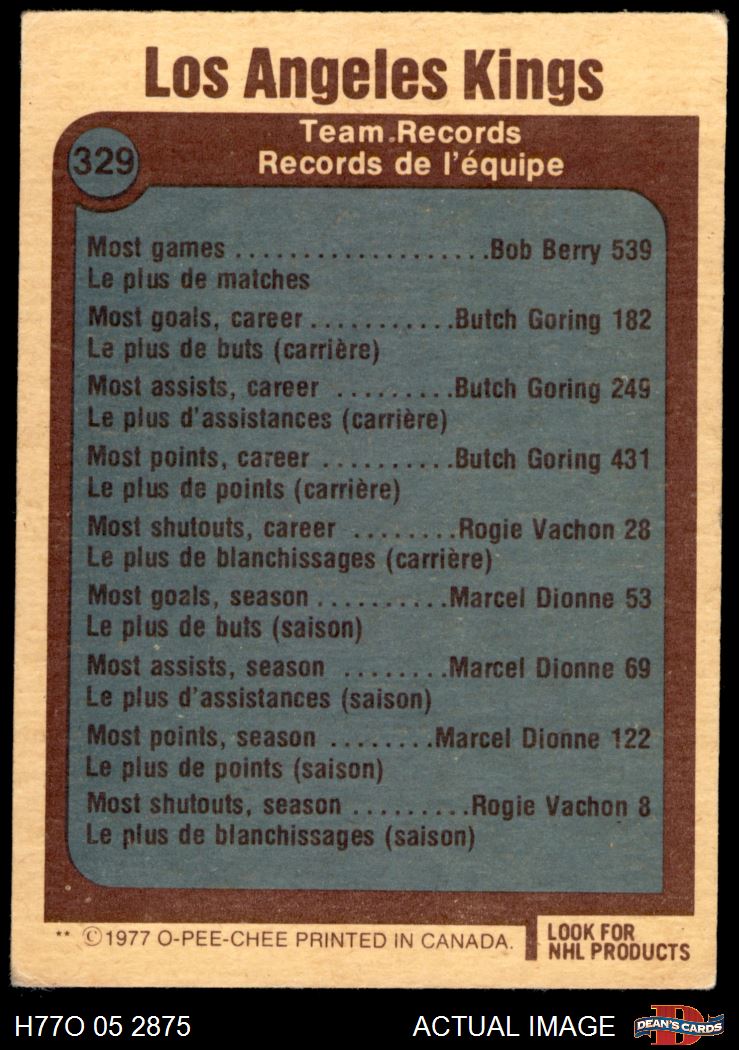 Los Angeles Kings
329
Team Records
Records de l'équipe
Most games ................... Bob Berry 539
Le plus de matches
Most goals, career ........... Butch Goring 182
Le plus de buts (carrière)
Most assists, career ......... Butch Goring 249
Le plus d'assistances (carrière)
Most points, career .......... Butch Goring 431
Le plus de points (carrière)
Most shutouts, career ........ Rogie Vachon 28
Le plus de blanchissages (carrière)
Most goals, season .......... Marcel Dionne 53
Le plus de buts (saison)
Most assists, season ........ Marcel Dionne 69
Le plus d'assistances (saison)
Most points, season ........ Marcel Dionne 122
Le plus de points (saison)
Most shutouts, season ......... Rogie Vachon 8
Le plus de blanchissages (saison)
** ©1977 O-PEE-CHEE PRINTED IN CANADA.
LOOK FOR
NHL PRODUCTS
H77O 05 2875
ACTUAL IMAGE
D
DEAN'S CARDS